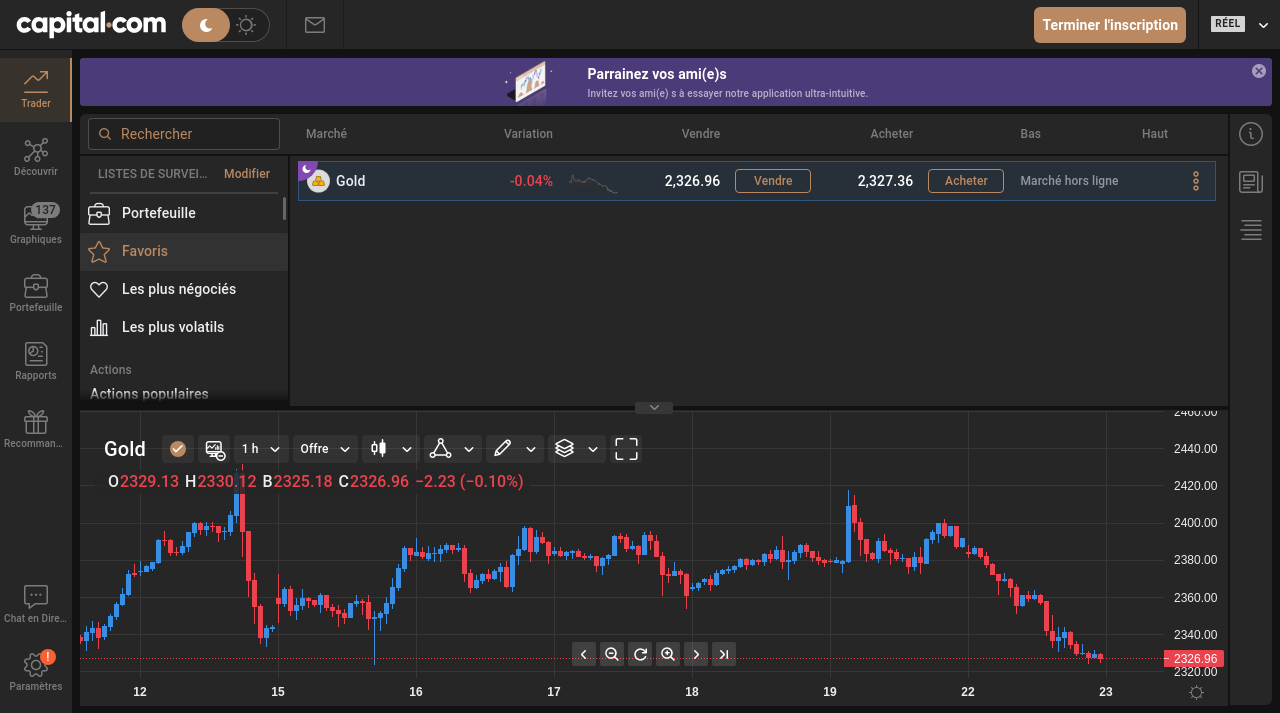 capital.com
Terminer l'inscription
RÉEL
Parrainez vos ami(e)s
Invitez vos ami(e) s à essayer notre application ultra-intuitive.
Trader
Découvrir
137
Graphiques
Portefeuille
Rapports
Recomman...
Chat en Dire...
!
Paramètres
Rechercher
LISTES DE SURVEI...
Modifier
Portefeuille
Favoris
Les plus négociés
Les plus volatils
Actions
Actions populaires
Marché Variation Vendre Acheter Bas Haut
Gold -0.04% 2,326.96 Vendre 2,327.36 Acheter Marché hors ligne
Gold 1 h Offre
O2329.13 H2330.12 B2325.18 C2326.96 −2.23 (−0.10%)
2460.00
2440.00
2420.00
2400.00
2380.00
2360.00
2340.00
2326.96
2320.00
12 15 16 17 18 19 22 23